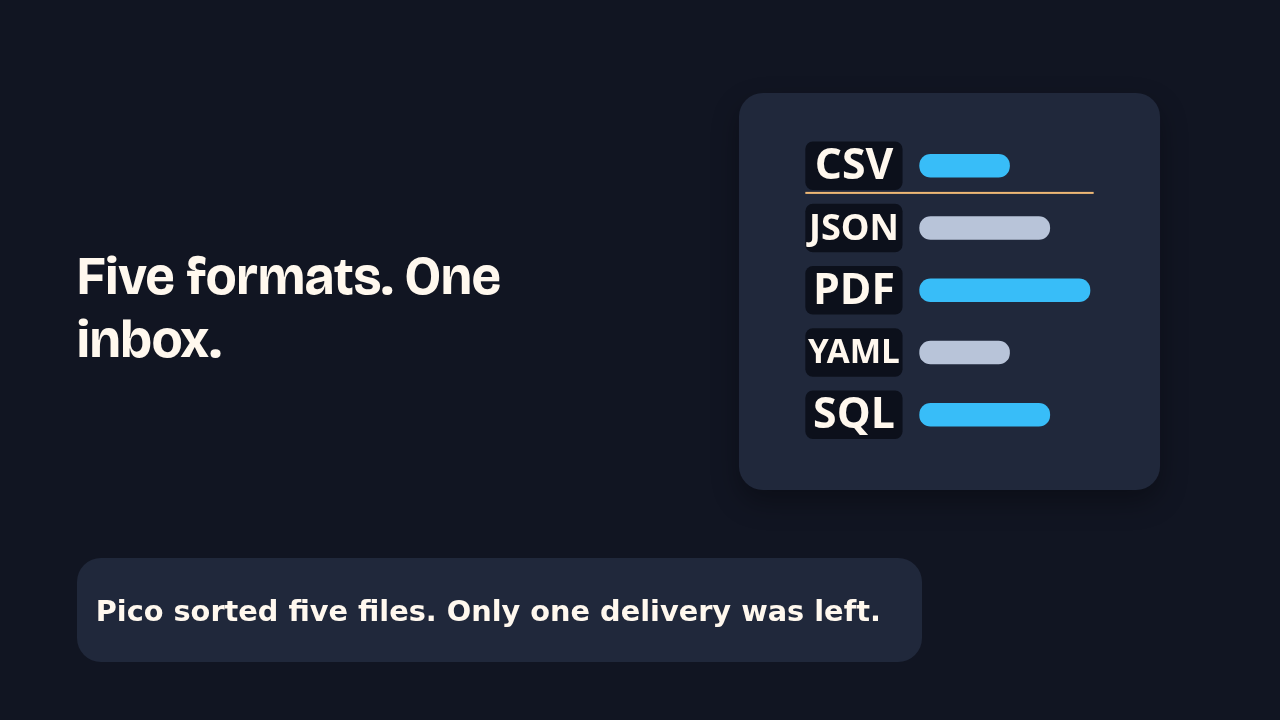 Five formats. One
inbox.
CSV
JSON
PDF
YAML
SQL
Pico sorted five files. Only one delivery was left.